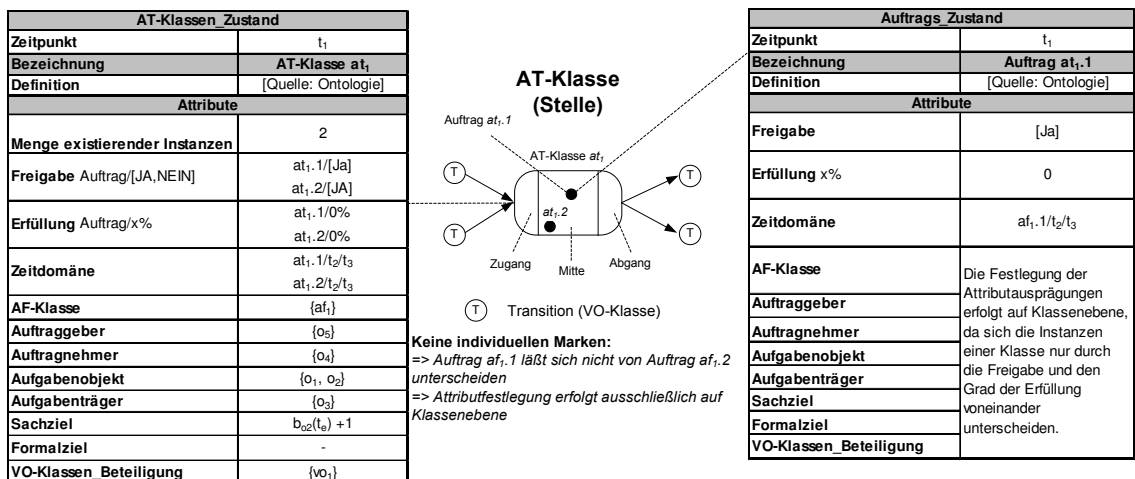 AT-Klassen_Zustand
Zeitpunkt t₁
Bezeichnung AT-Klasse at₁
Definition [Quelle: Ontologie]
Attribute
Menge existierender Instanzen 2
Freigabe Auftrag/[JA,NEIN] at₁.1/[Ja]
at₁.2/[JA]
Erfüllung Auftrag/x% at₁.1/0%
at₁.2/0%
Zeitdomäne at₁.1/t₂/t₃
at₁.2/t₂/t₃
AF-Klasse {af₁}
Auftraggeber {o₅}
Auftragnehmer {o₄}
Aufgabenobjekt {o₁, o₂}
Aufgabenträger {o₃}
Sachziel b₀₂(tₑ) +1
Formalziel -
VO-Klassen_Beteiligung {vo₁}
AT-Klasse
(Stelle)
Auftrag at₁.1
AT-Klasse at₁
T
T
T
T
at₁.2
Zugang
Mitte
Abgang
T Transition (VO-Klasse)
Keine individuellen Marken:
=> Auftrag af₁.1 läßt sich nicht von Auftrag af₁.2
unterscheiden
=> Attributfestlegung erfolgt ausschließlich auf
Klassenebene
Auftrags_Zustand
Zeitpunkt t₁
Bezeichnung Auftrag at₁.1
Definition [Quelle: Ontologie]
Attribute
Freigabe [Ja]
Erfüllung x% 0
Zeitdomäne af₁.1/t₂/t₃
AF-Klasse
Auftraggeber
Auftragnehmer
Aufgabenobjekt
Aufgabenträger
Sachziel
Formalziel
VO-Klassen_Beteiligung
Die Festlegung der
Attributausprägungen
erfolgt auf Klassenebene,
da sich die Instanzen
einer Klasse nur durch
die Freigabe und den
Grad der Erfüllung
voneinander
unterscheiden.